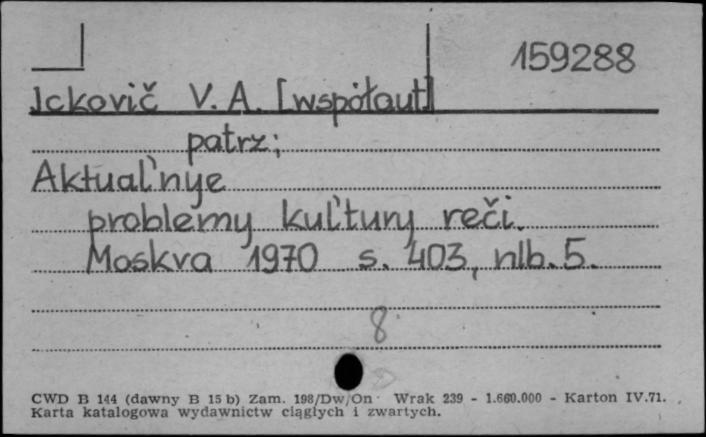 159288
Ickovič V. A. [współaut]
patrz:
Aktual'nye
problemy kul'tury reči.
Moskva 1970 s. 403, nlb. 5.
8
CWD B 144 (dawny B 15 b) Zam. 198/Dw/On Wrak 239 - 1.660.000 - Karton IV.71.
Karta katalogowa wydawnictw ciągłych i zwartych.